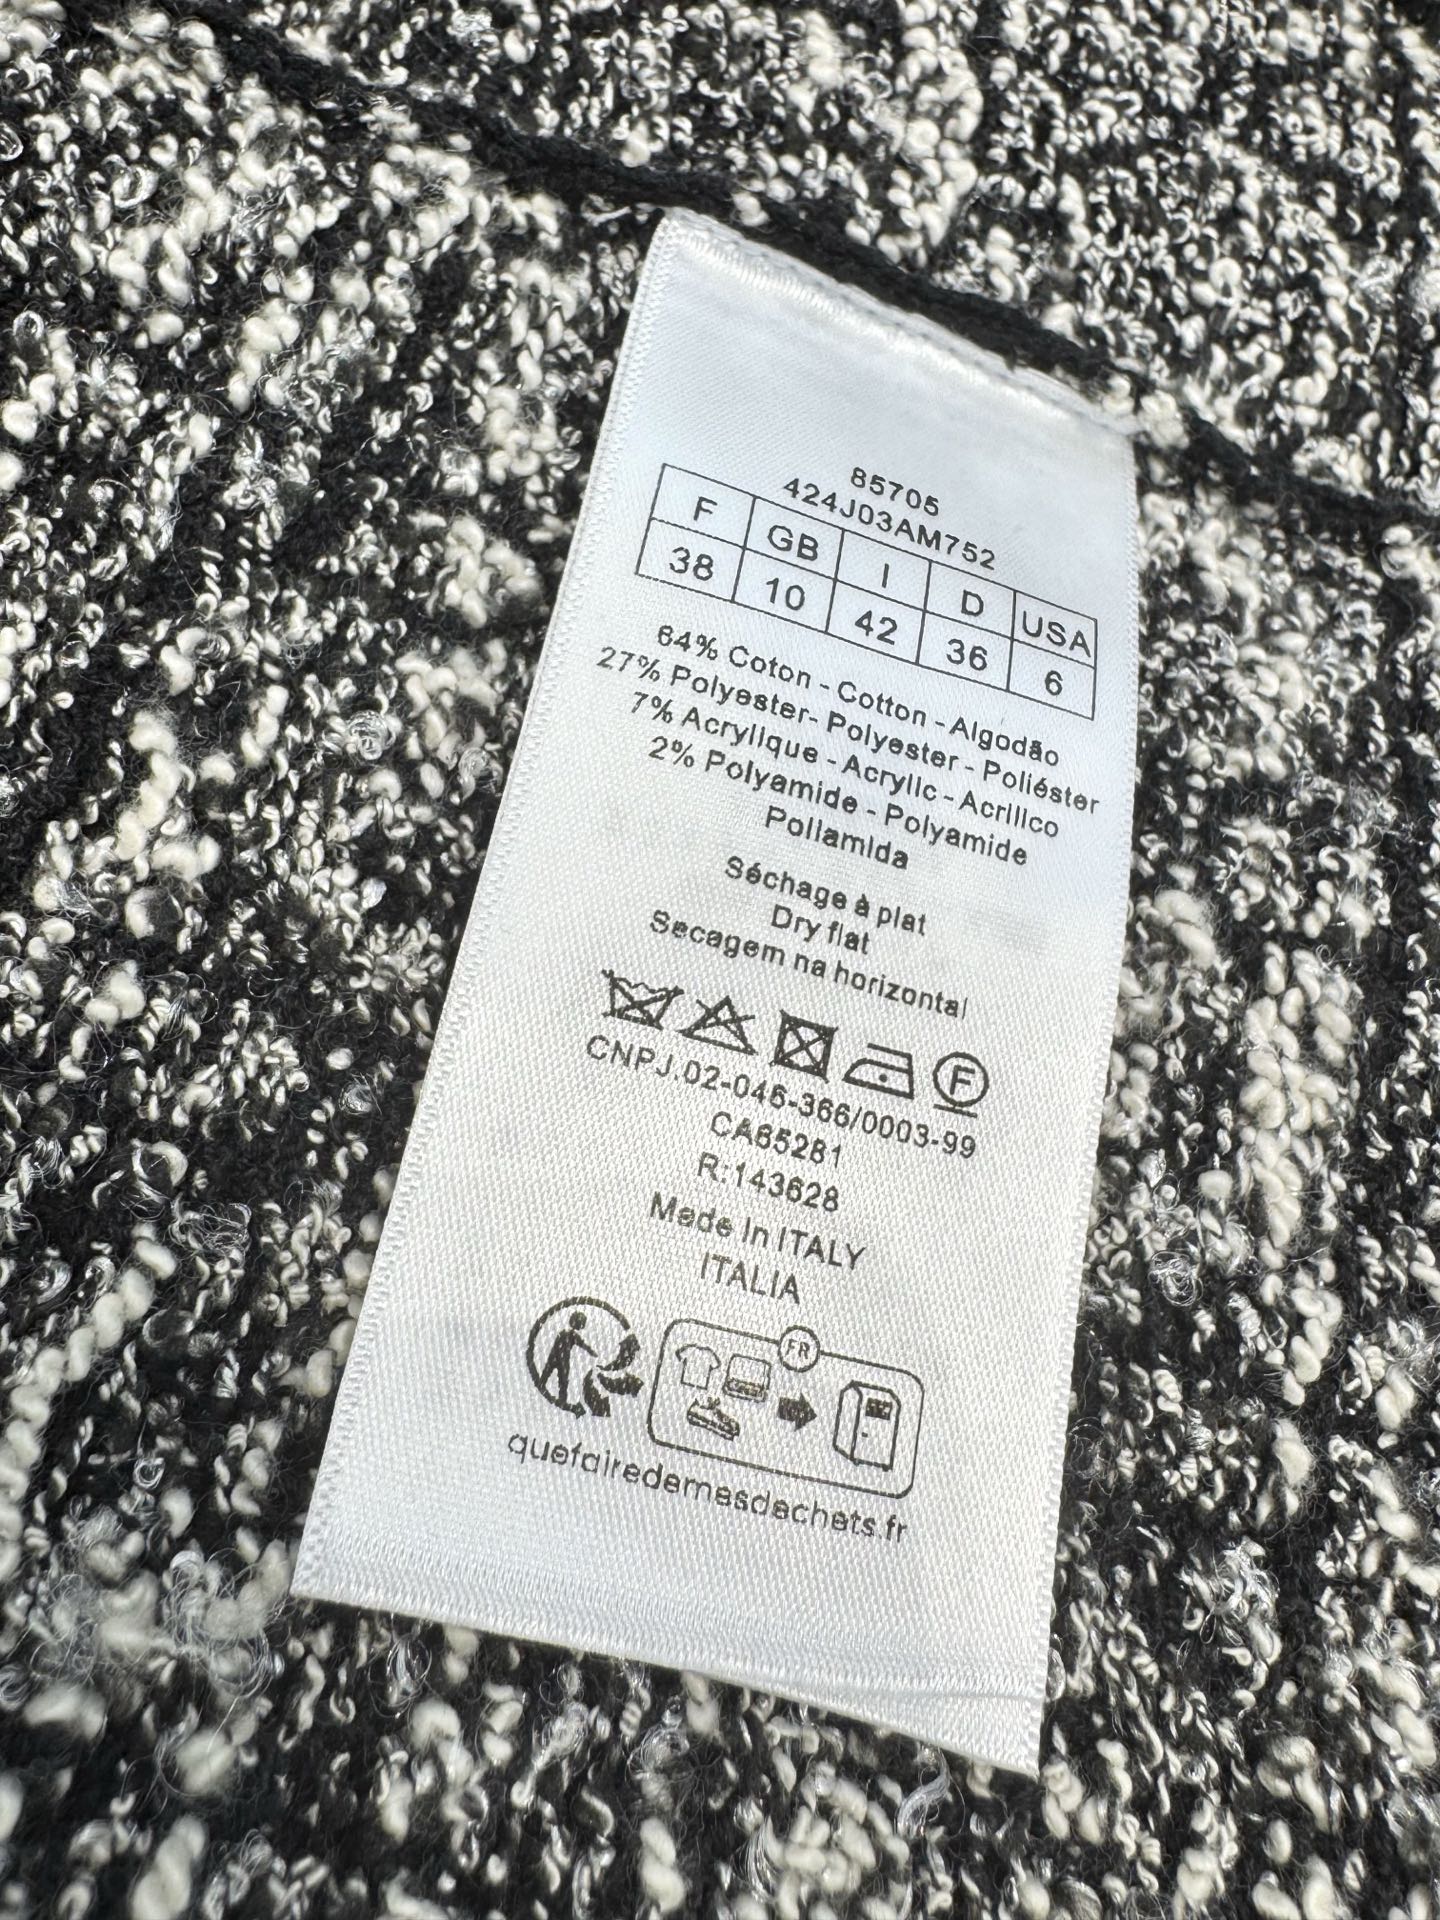 85705
424J03AM752
F GB I D USA
38 10 42 36 6
64% Coton - Cotton - Algodão
27% Polyester- Polyester - Poliéster
7% Acrylique - Acrylic - Acrilico
2% Polyamide - Polyamide
Poliamida
Séchage à plat
Dry flat
Secagem na horizontal
F
CNPJ.02-046-366/0003-99
CA65281
R:143628
Made in ITALY
ITALIA
FR
quefairedemesdechets.fr